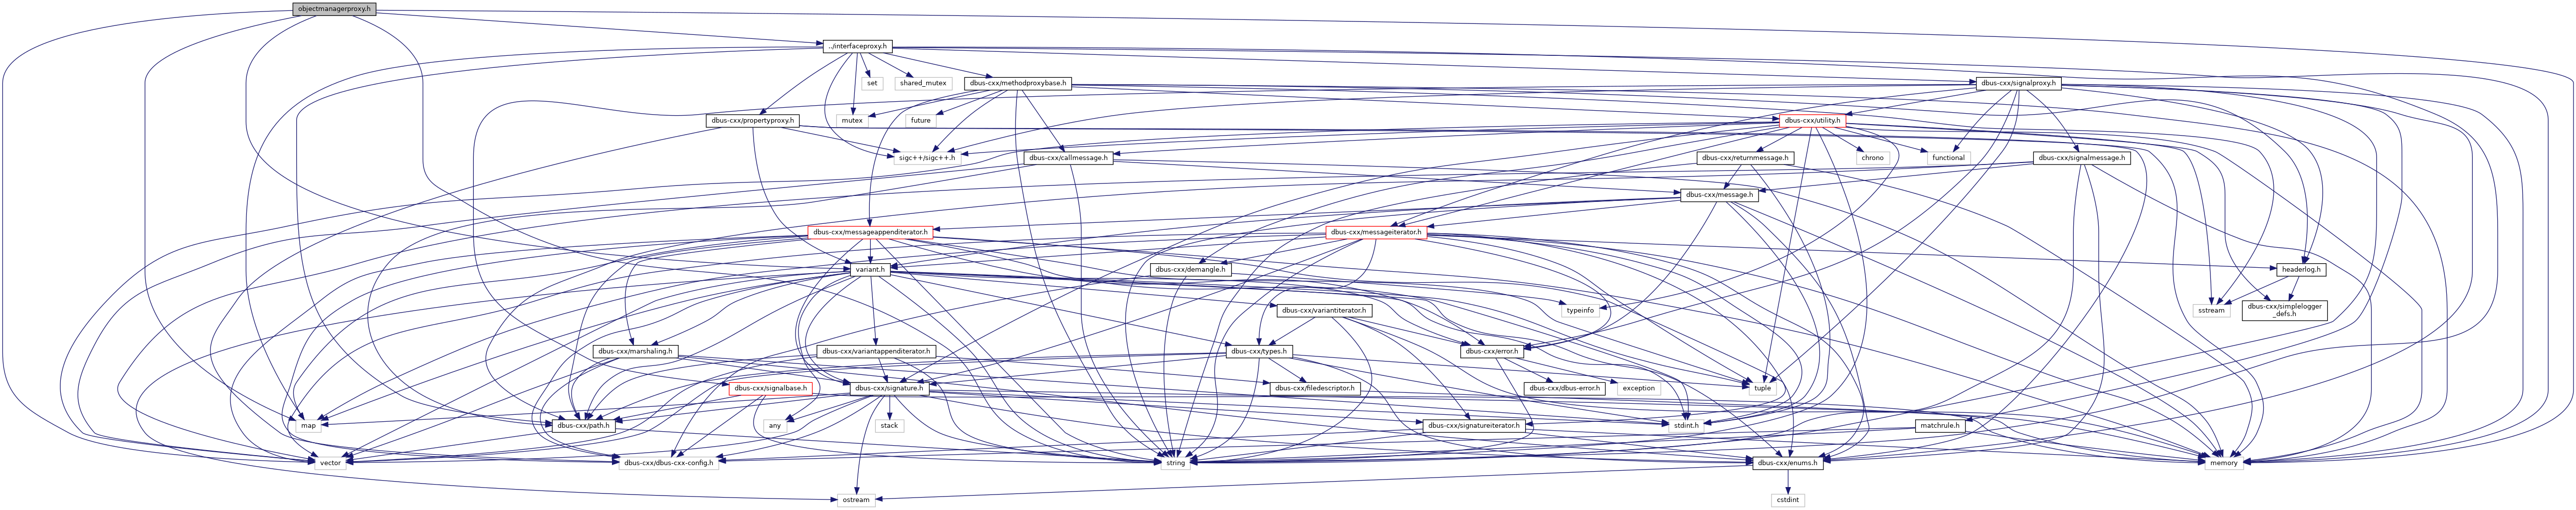 objectmanagerproxy.h
../interfaceproxy.h
set
shared_mutex
dbus-cxx/methodproxybase.h
dbus-cxx/signalproxy.h
dbus-cxx/propertyproxy.h
mutex
future
dbus-cxx/utility.h
sigc++/sigc++.h
dbus-cxx/callmessage.h
dbus-cxx/returnmessage.h
chrono
functional
dbus-cxx/signalmessage.h
dbus-cxx/message.h
dbus-cxx/messageappenditerator.h
dbus-cxx/messageiterator.h
variant.h
dbus-cxx/demangle.h
headerlog.h
dbus-cxx/variantiterator.h
typeinfo
sstream
dbus-cxx/simplelogger
_defs.h
dbus-cxx/marshaling.h
dbus-cxx/variantappenditerator.h
dbus-cxx/types.h
dbus-cxx/error.h
dbus-cxx/signalbase.h
dbus-cxx/signature.h
dbus-cxx/filedescriptor.h
dbus-cxx/dbus-error.h
exception
tuple
map
dbus-cxx/path.h
any
stack
dbus-cxx/signatureiterator.h
stdint.h
matchrule.h
vector
dbus-cxx/dbus-cxx-config.h
string
dbus-cxx/enums.h
memory
ostream
cstdint